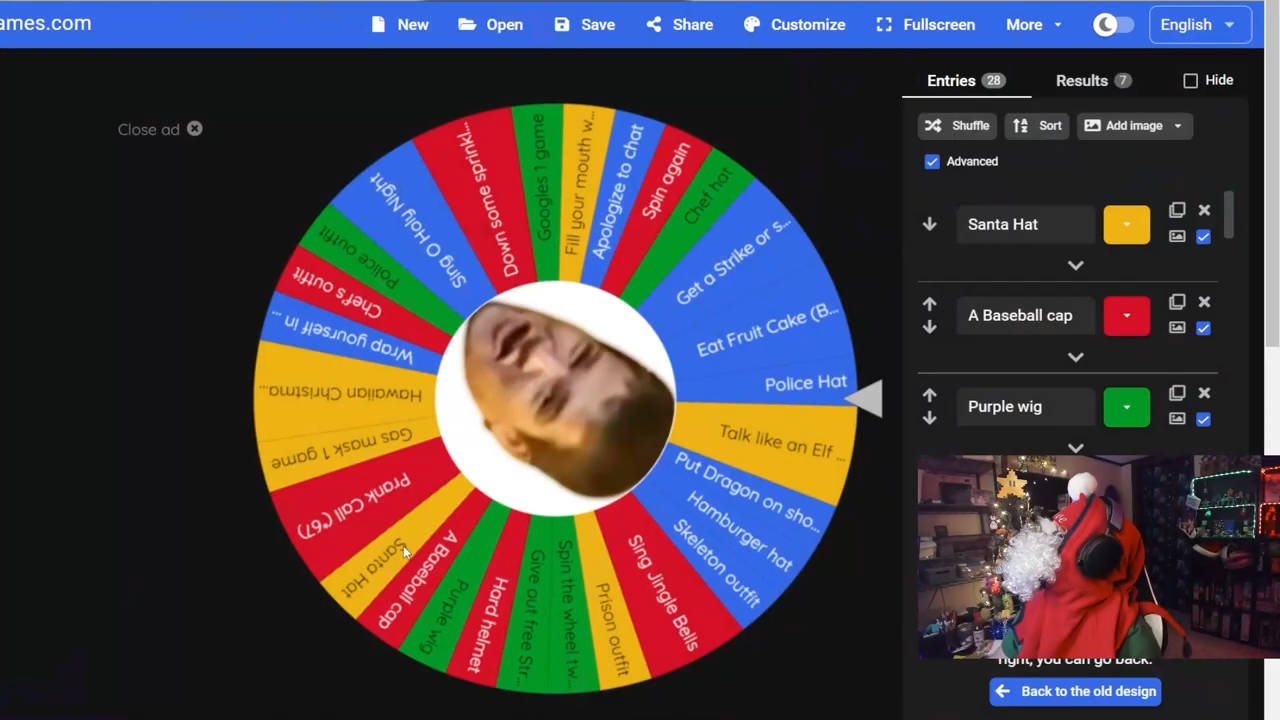 ames.com
New
Open
Save
Share
Customize
Fullscreen
More
English
Close ad
Entries 28
Results 7
Hide
Shuffle
Sort
Add image
Advanced
Santa Hat
A Baseball cap
Purple wig
right, you can go back.
Back to the old design
Down some sprinkl...
Googles 1 game
Fill your mouth w...
Apologize to chat
Spin again
Chef hat
Get a Strike or s...
Eat Fruit Cake (B...
Police Hat
Talk like an Elf ...
Put Dragon on sho...
Hamburger hat
Skeleton outfit
Sing Jingle Bells
Prison outfit
Spin the wheel tw...
Give out free Str...
Hard helmet
Purple wig
A Baseball cap
Santa Hat
Prank Call (*67)
Gas mask 1 game
Hawaiian Christma...
Wrap yourself in ...
Chef's outfit
Police outfit
Sing O Holy Night